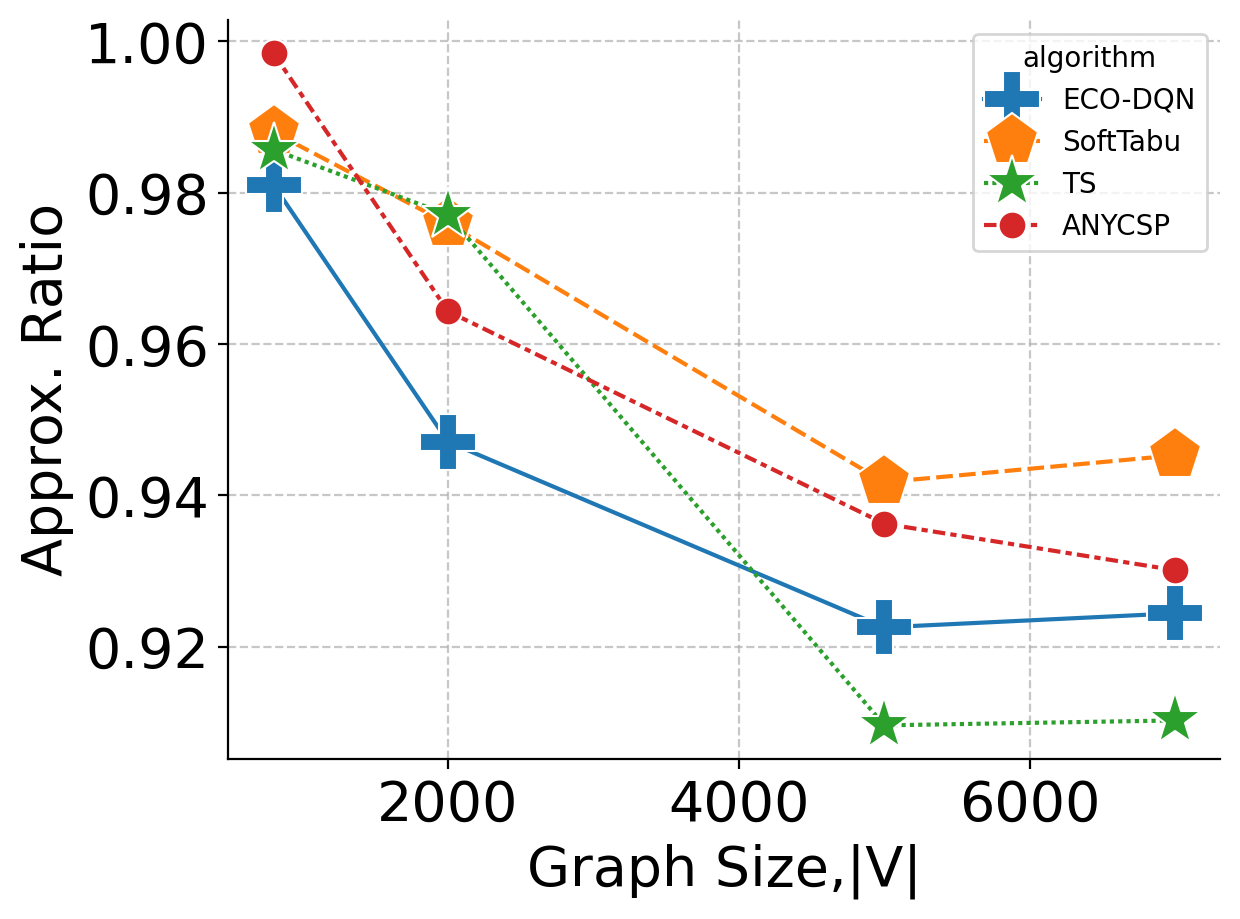 1.00
0.98
0.96
0.94
0.92
Approx. Ratio
algorithm
ECO-DQN
SoftTabu
TS
ANYCSP
2000 4000 6000
Graph Size,|V|